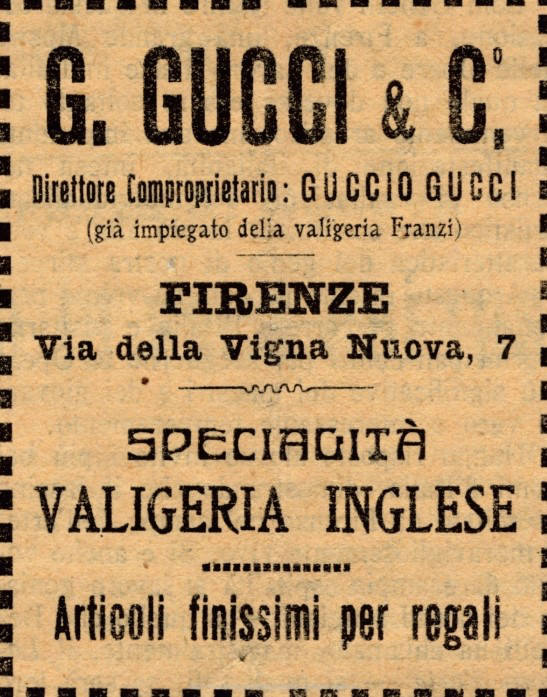 G. GUCCI & Cº.
Direttore Comproprietario: GUCCIO GUCCI
(già impiegato della valigeria Franzi)
FIRENZE
Via della Vigna Nuova, 7
SPECIALITÀ
VALIGERIA INGLESE
Articoli finissimi per regali